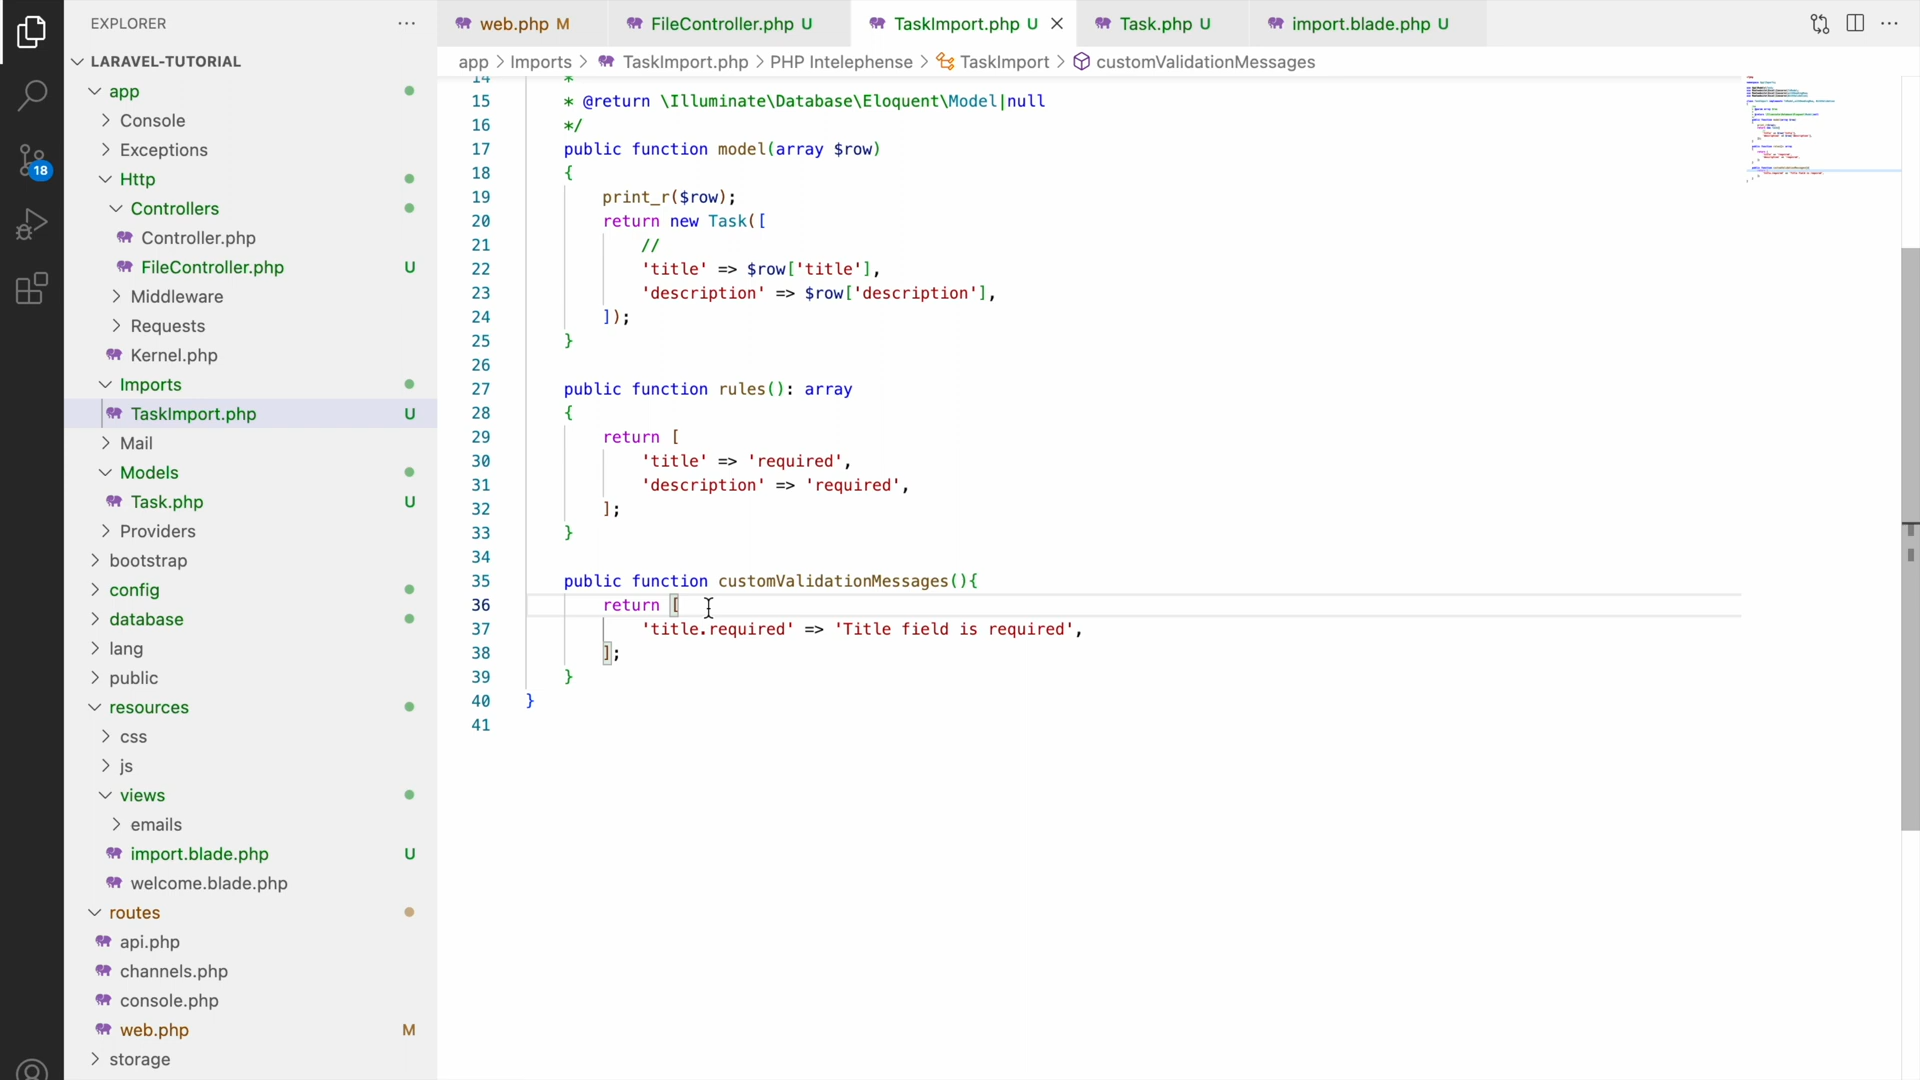 EXPLORER
LARAVEL-TUTORIAL
app
Console
Exceptions
Http
Controllers
Controller.php
FileController.php U
Middleware
Requests
Kernel.php
Imports
TaskImport.php U
Mail
Models
Task.php U
Providers
bootstrap
config
database
lang
public
resources
css
js
views
emails
import.blade.php U
welcome.blade.php
routes
api.php
channels.php
console.php
web.php M
storage
18
web.php M
FileController.php U
TaskImport.php U
Task.php U
import.blade.php U
app > Imports > TaskImport.php > PHP Intelephense > TaskImport > customValidationMessages
14 *
15 * @return \Illuminate\Database\Eloquent\Model|null
16 */
17 public function model(array $row)
18 {
19 print_r($row);
20 return new Task([
21 //
22 'title' => $row['title'],
23 'description' => $row['description'],
24 ]);
25 }
26
27 public function rules(): array
28 {
29 return [
30 'title' => 'required',
31 'description' => 'required',
32 ];
33 }
34
35 public function customValidationMessages(){
36 return [
37 'title.required' => 'Title field is required',
38 ];
39 }
40 }
41